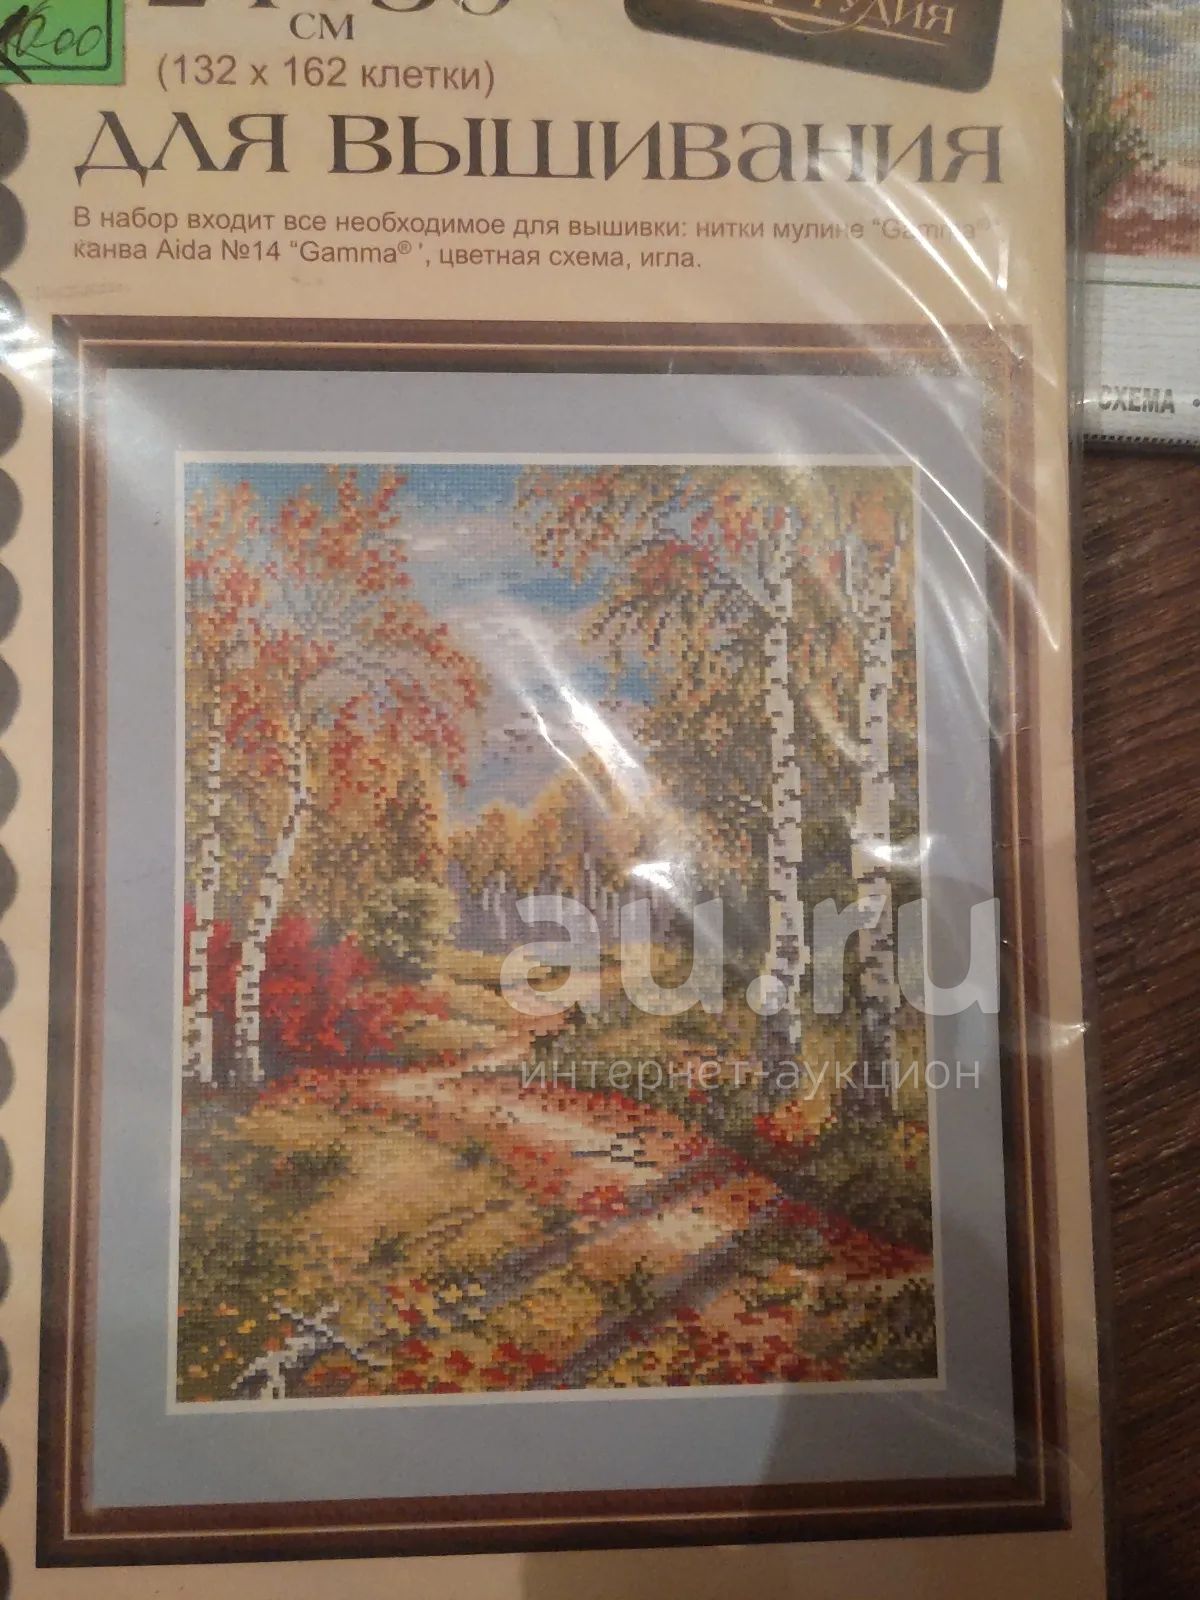 СТУДИЯ
см
(132 х 162 клетки)
для вышивания
В набор входит все необходимое для вышивки: нитки мулине “Gamma®”,
канва Aida №14 “Gamma®”, цветная схема, игла.
СХЕМА •
au.ru
интернет-аукцион